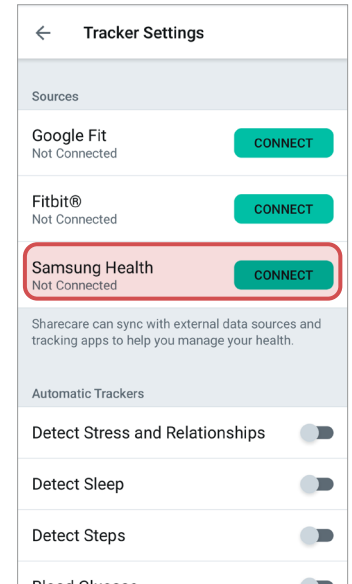 Tracker Settings
Sources
Google Fit
Not Connected
CONNECT
Fitbit®
Not Connected
CONNECT
Samsung Health
Not Connected
CONNECT
Sharecare can sync with external data sources and
tracking apps to help you manage your health.
Automatic Trackers
Detect Stress and Relationships
Detect Sleep
Detect Steps
Blood Glucose